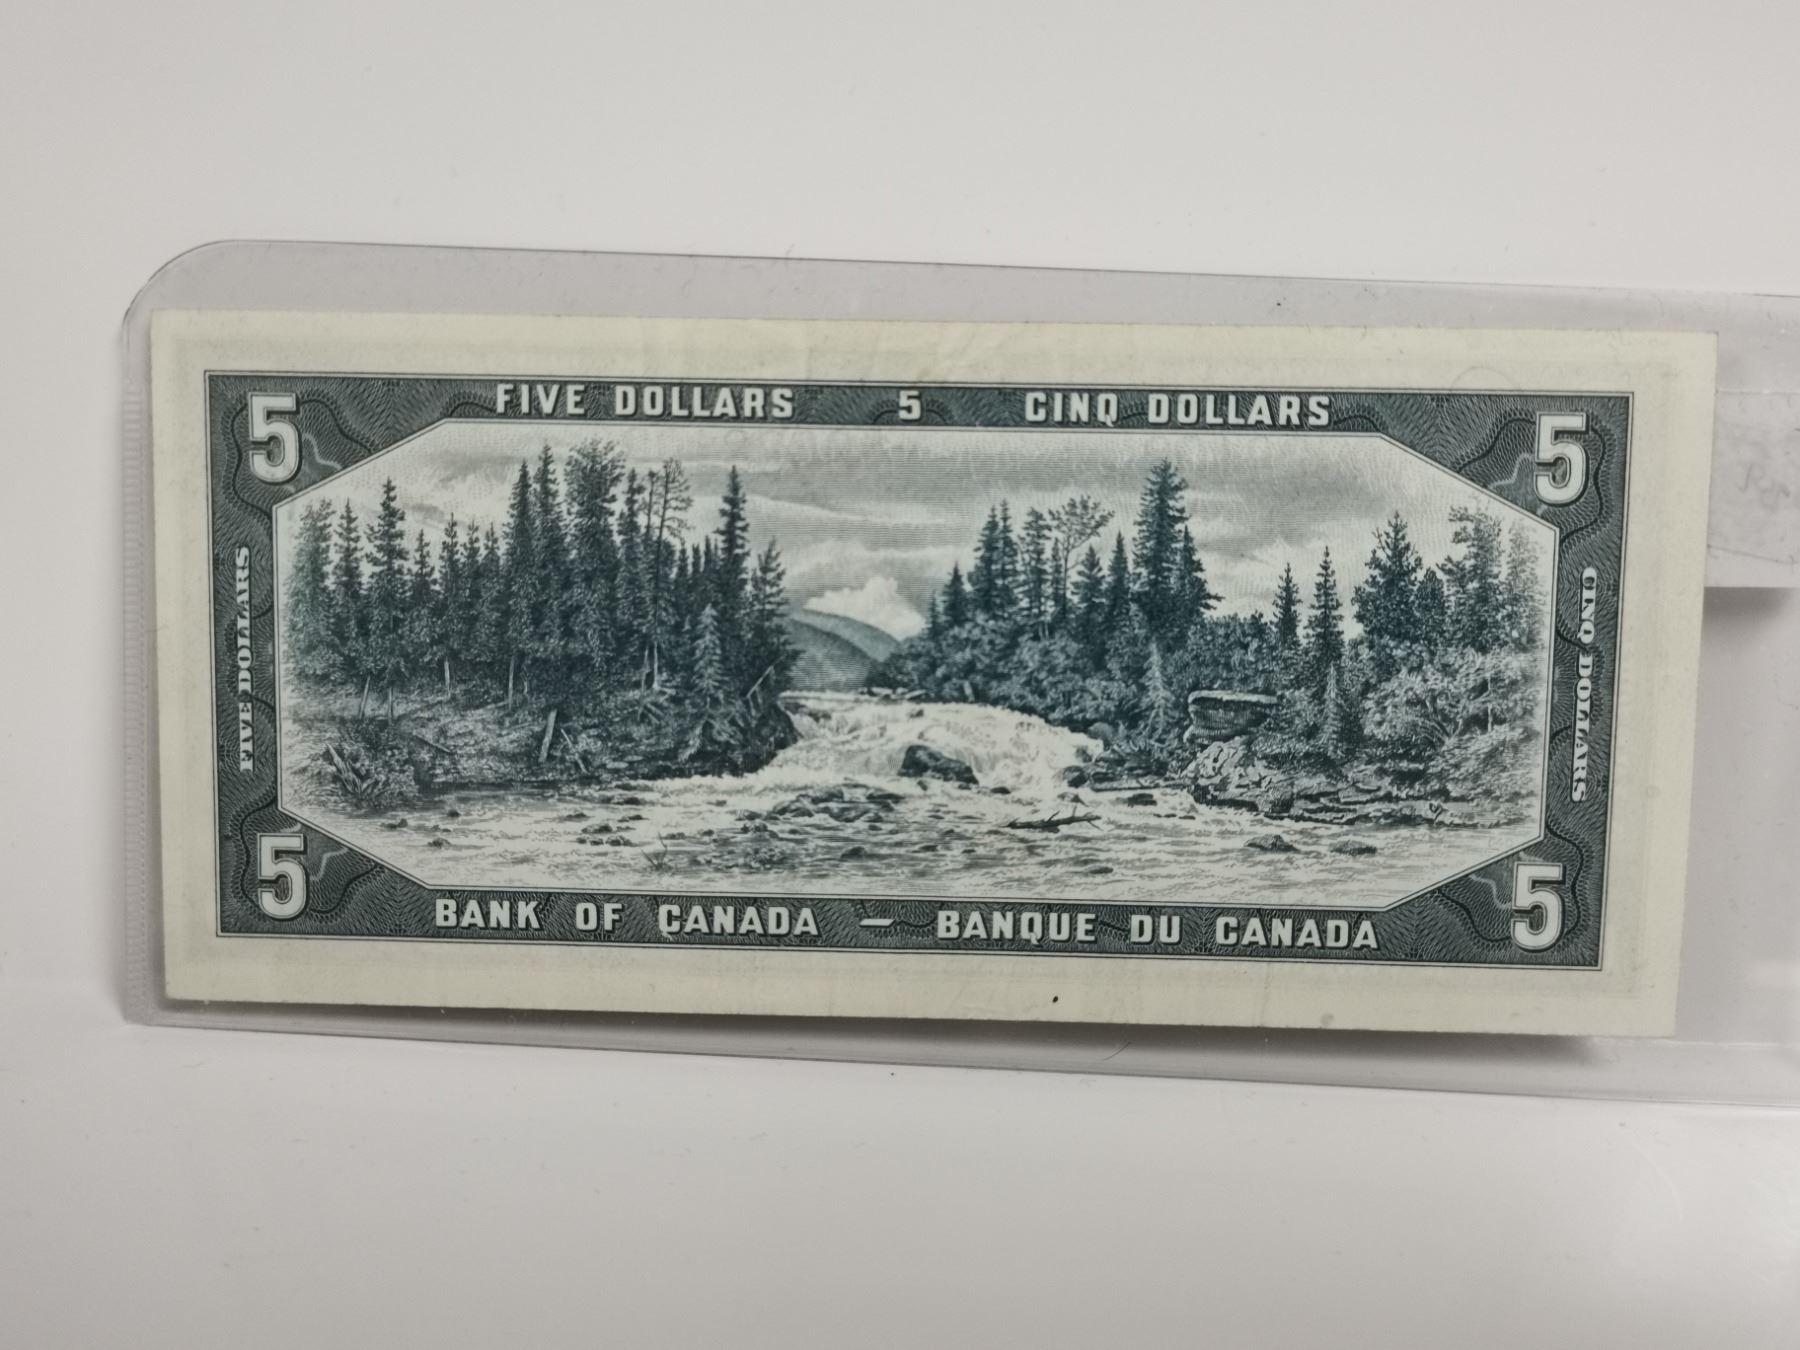 FIVE DOLLARS 5 CINQ DOLLARS
5
5
FIVE DOLLARS
CINQ DOLLARS
5
5
BANK OF CANADA — BANQUE DU CANADA